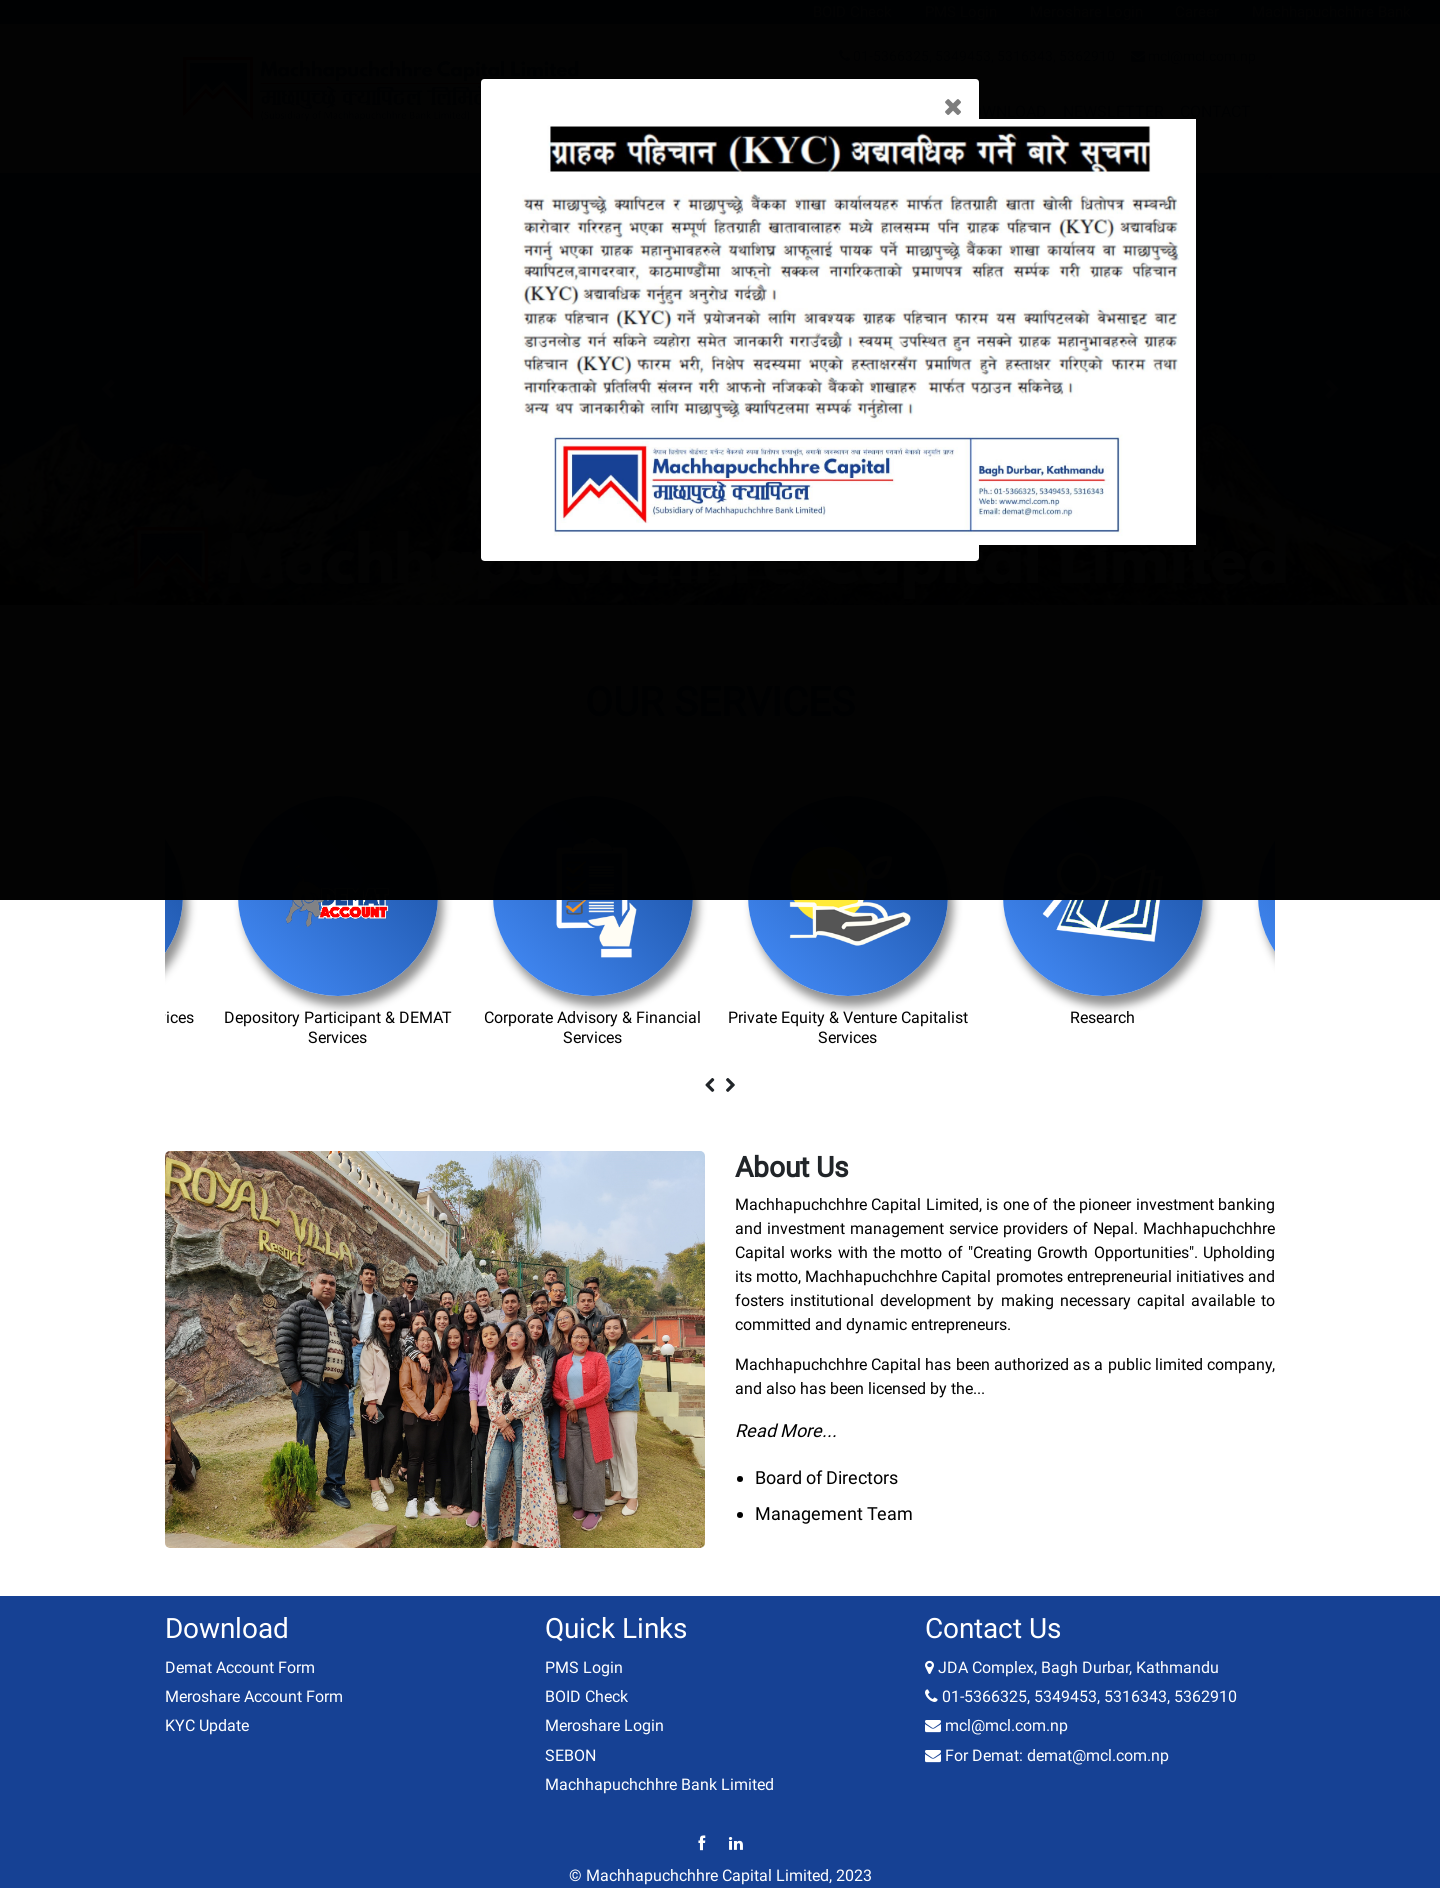 ×
ग्राहक पहिचान (KYC) अद्यावधिक गर्ने बारे सूचना
यस माछापुच्छ्रे क्यापिटल र माछापुच्छ्रे बैंकका शाखा कार्यालयहरु मार्फत हितग्राही खाता खोली धितोपत्र सम्वन्धी
कारोबार गरिरहनु भएका सम्पूर्ण हितग्राही खातावालाहरु मध्ये हालसम्म पनि ग्राहक पहिचान (KYC) अद्यावधिक
नगर्नु भएका ग्राहक महानुभावहरुले यथाशिघ्र आफूलाई पायक पर्ने माछापुच्छ्रे बैंकका शाखा कार्यालय वा माछापुच्छ्रे
क्यापिटल,बागदरबार, काठमाण्डौंमा आफ्नो सक्कल नागरिकताको प्रमाणपत्र सहित सर्म्पक गरी ग्राहक पहिचान
(KYC) अद्यावधिक गर्नुहुन अनुरोध गर्दछौ ।
ग्राहक पहिचान (KYC) गर्ने प्रयोजनको लागि आवश्यक ग्राहक पहिचान फारम यस क्यापिटलको वेभसाइट बाट
डाउनलोड गर्न सकिने व्यहोरा समेत जानकारी गराउँदछौ । स्वयम् उपस्थित हुन नसक्ने ग्राहक महानुभावहरुले ग्राहक
पहिचान (KYC) फारम भरी, निक्षेप सदस्यमा भएको हस्ताक्षरसँग प्रमाणित हुने हस्ताक्षर गरिएको फारम तथा
नागरिकताको प्रतिलिपी संलग्न गरी आफनो नजिकको बैंकको शाखाहरु मार्फत पठाउन सकिनेछ ।
अन्य थप जानकारीको लागि माछापुच्छ्रे क्यापिटलमा सम्पर्क गर्नुहोला ।
Machhapuchchhre Capital
माछापुच्छ्रे क्यापिटल
(Subsidiary of Machhapuchchhre Bank Limited)
Bagh Durbar, Kathmandu
Ph.: 01-5366325, 5349453, 5316343
Web: www.mcl.com.np
Email: demat@mcl.com.np
Machhapuchchhre Capital Limited
OUR SERVICES
DEMAT
ACCOUNT
ices
Depository Participant & DEMAT
Services
Corporate Advisory & Financial
Services
Private Equity & Venture Capitalist
Services
Research
ROYAL VILLA
Resort
About Us
Machhapuchchhre Capital Limited, is one of the pioneer investment banking
and investment management service providers of Nepal. Machhapuchchhre
Capital works with the motto of "Creating Growth Opportunities". Upholding
its motto, Machhapuchchhre Capital promotes entrepreneurial initiatives and
fosters institutional development by making necessary capital available to
committed and dynamic entrepreneurs.
Machhapuchchhre Capital has been authorized as a public limited company,
and also has been licensed by the...
Read More...
• Board of Directors
• Management Team
Download
Demat Account Form
Meroshare Account Form
KYC Update
Quick Links
PMS Login
BOID Check
Meroshare Login
SEBON
Machhapuchchhre Bank Limited
Contact Us
JDA Complex, Bagh Durbar, Kathmandu
01-5366325, 5349453, 5316343, 5362910
mcl@mcl.com.np
For Demat: demat@mcl.com.np
© Machhapuchchhre Capital Limited, 2023